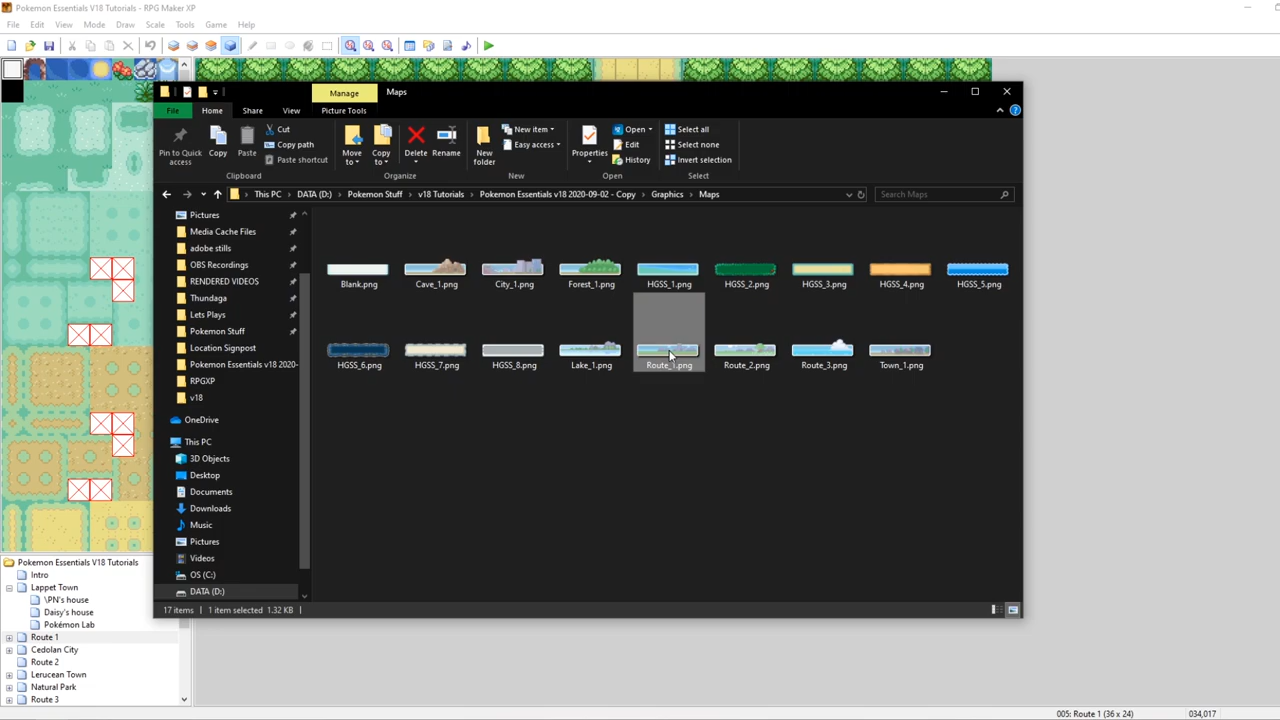 Pokemon Essentials V18 Tutorials - RPG Maker XP
File Edit View Mode Draw Scale Tools Game Help
Manage Maps
File Home Share View Picture Tools
Pin to Quick access
Copy
Paste
Cut
Copy path
Paste shortcut
Move to
Copy to
Delete
Rename
New folder
New item
Easy access
Properties
Open
Edit
History
Select all
Select none
Invert selection
Clipboard Organize New Open Select
This PC DATA (D:) Pokemon Stuff v18 Tutorials Pokemon Essentials v18 2020-09-02 - Copy Graphics Maps Search Maps
Pictures
Media Cache Files
adobe stills
OBS Recordings
RENDERED VIDEOS
Thundaga
Lets Plays
Pokemon Stuff
Location Signpost
Pokemon Essentials v18 2020-
RPGXP
v18
OneDrive
This PC
3D Objects
Desktop
Documents
Downloads
Music
Pictures
Videos
OS (C:)
DATA (D:)
Blank.png Cave_1.png City_1.png Forest_1.png HGSS_1.png HGSS_2.png HGSS_3.png HGSS_4.png HGSS_5.png
HGSS_6.png HGSS_7.png HGSS_8.png Lake_1.png Route_1.png Route_2.png Route_3.png Town_1.png
17 items 1 item selected 1.32 KB
Pokemon Essentials V18 Tutorials
Intro
Lappet Town
\PN's house
Daisy's house
Pokémon Lab
Route 1
Cedolan City
Route 2
Lerucean Town
Natural Park
Route 3
005: Route 1 (36 x 24) 034,017